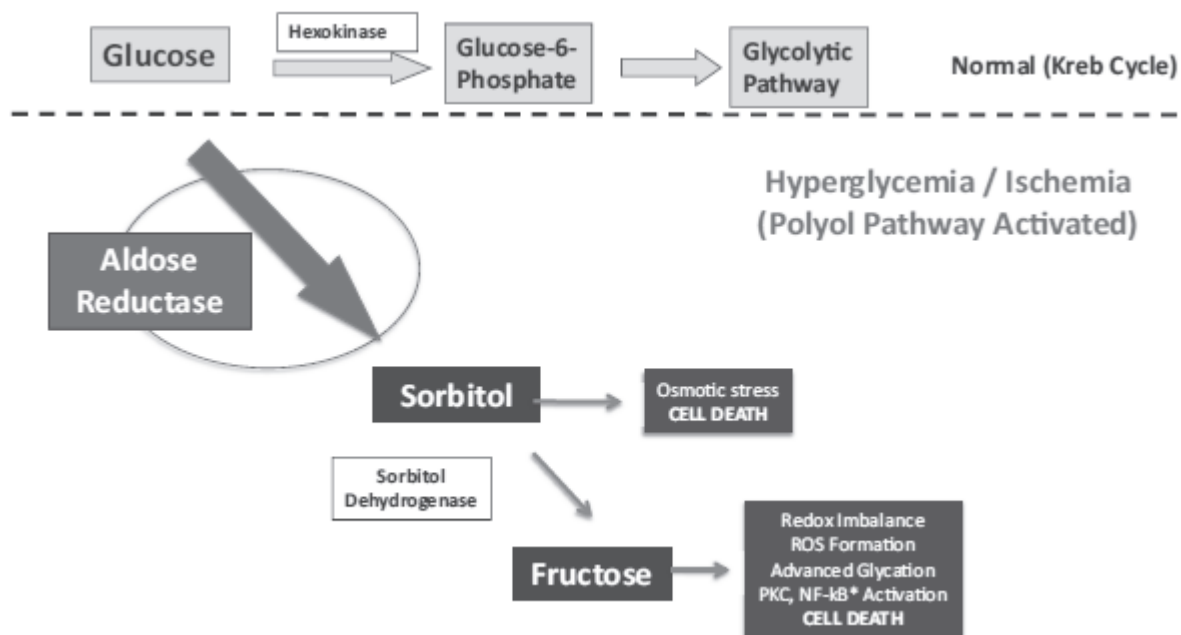 Hexokinase
Glucose
Glucose-6-
Phosphate
Glycolytic
Pathway
Normal (Kreb Cycle)
Hyperglycemia / Ischemia
(Polyol Pathway Activated)
Aldose
Reductase
Sorbitol
Osmotic stress
CELL DEATH
Sorbitol
Dehydrogenase
Fructose
Redox Imbalance
ROS Formation
Advanced Glycation
PKC, NF-kB* Activation
CELL DEATH